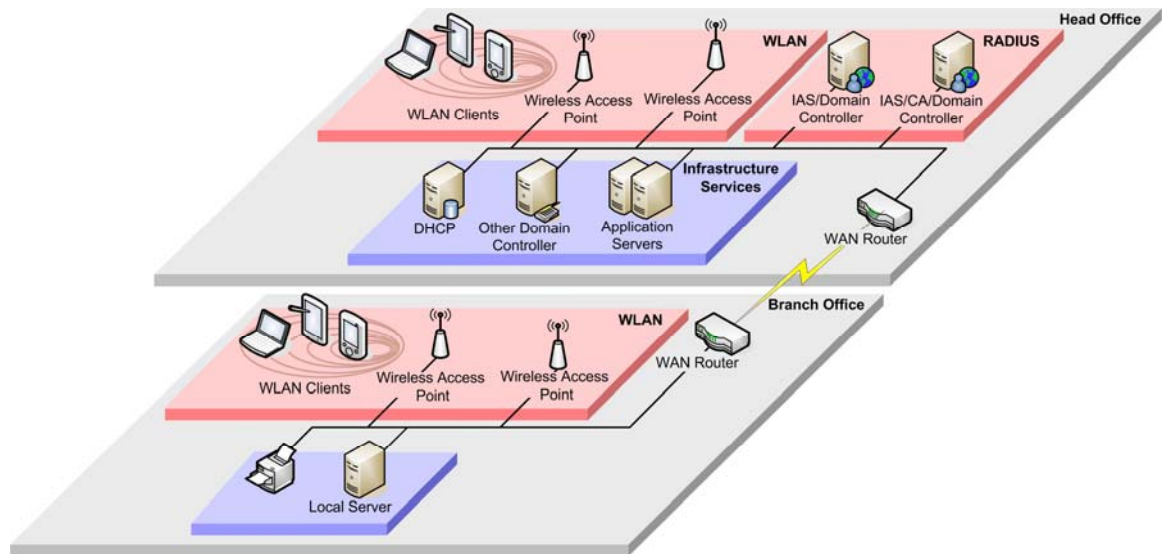 Head Office
WLAN
RADIUS
WLAN Clients
Wireless Access
Point
Wireless Access
Point
IAS/Domain
Controller
IAS/CA/Domain
Controller
Infrastructure
Services
DHCP
Other Domain
Controller
Application
Servers
WAN Router
Branch Office
WLAN
WLAN Clients
Wireless Access
Point
Wireless Access
Point
WAN Router
Local Server